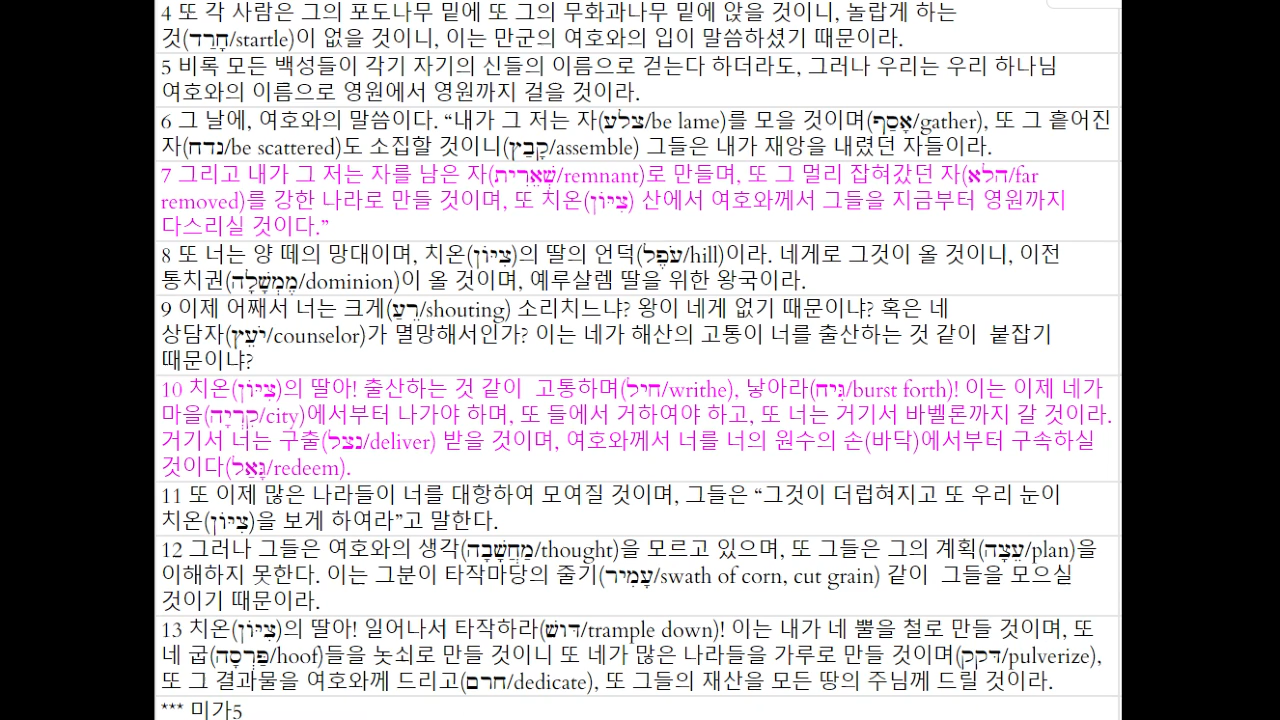 4 또 각 사람은 그의 포도나무 밑에 또 그의 무화과나무 밑에 앉을 것이니, 놀랍게 하는
것(חָרַד/startle)이 없을 것이니, 이는 만군의 여호와의 입이 말씀하셨기 때문이라.
5 비록 모든 백성들이 각기 자기의 신들의 이름으로 걷는다 하더라도, 그러나 우리는 우리 하나님
여호와의 이름으로 영원에서 영원까지 걸을 것이라.
6 그 날에, 여호와의 말씀이다. “내가 그 저는 자(צלע/be lame)를 모을 것이며(אָסַף/gather), 또 그 흩어진
자(נדח/be scattered)도 소집할 것이니(קָבַץ/assemble) 그들은 내가 재앙을 내렸던 자들이라.
7 그리고 내가 그 저는 자를 남은 자(שְׁאֵרִית/remnant)로 만들며, 또 그 멀리 잡혀갔던 자(הלא/far
removed)를 강한 나라로 만들 것이며, 또 치온(צִיּוֹן) 산에서 여호와께서 그들을 지금부터 영원까지
다스리실 것이다.”
8 또 너는 양 떼의 망대이며, 치온(צִיּוֹן)의 딸의 언덕(עֹפֶל/hill)이라. 네게로 그것이 올 것이니, 이전
통치권(מֶמְשָׁלָה/dominion)이 올 것이며, 예루살렘 딸을 위한 왕국이라.
9 이제 어째서 너는 크게(רֵעַ/shouting) 소리치느냐? 왕이 네게 없기 때문이냐? 혹은 네
상담자(יֹעֵץ/counselor)가 멸망해서인가? 이는 네가 해산의 고통이 너를 출산하는 것 같이 붙잡기
때문이냐?
10 치온(צִיּוֹן)의 딸아! 출산하는 것 같이 고통하며(חיל/writhe), 낳아라(גִּיחַ/burst forth)! 이는 이제 네가
마을(קִרְיָה/city)에서부터 나가야 하며, 또 들에서 거하여야 하고, 또 너는 거기서 바벨론까지 갈 것이라.
거기서 너는 구출(נצל/deliver) 받을 것이며, 여호와께서 너를 너의 원수의 손(바닥)에서부터 구속하실
것이다(גָּאַל/redeem).
11 또 이제 많은 나라들이 너를 대항하여 모여질 것이며, 그들은 “그것이 더럽혀지고 또 우리 눈이
치온(צִיּוֹן)을 보게 하여라”고 말한다.
12 그러나 그들은 여호와의 생각(מַחֲשָׁבָה/thought)을 모르고 있으며, 또 그들은 그의 계획(עֵצָה/plan)을
이해하지 못한다. 이는 그분이 타작마당의 줄기(עָמִיר/swath of corn, cut grain) 같이 그들을 모으실
것이기 때문이라.
13 치온(צִיּוֹן)의 딸아! 일어나서 타작하라(דּוּשׁ/trample down)! 이는 내가 네 뿔을 철로 만들 것이며, 또
네 굽(פַּרְסָה/hoof)들을 놋쇠로 만들 것이니 또 네가 많은 나라들을 가루로 만들 것이며(דקק/pulverize),
또 그 결과물을 여호와께 드리고(חרם/dedicate), 또 그들의 재산을 모든 땅의 주님께 드릴 것이라.
*** 미가5